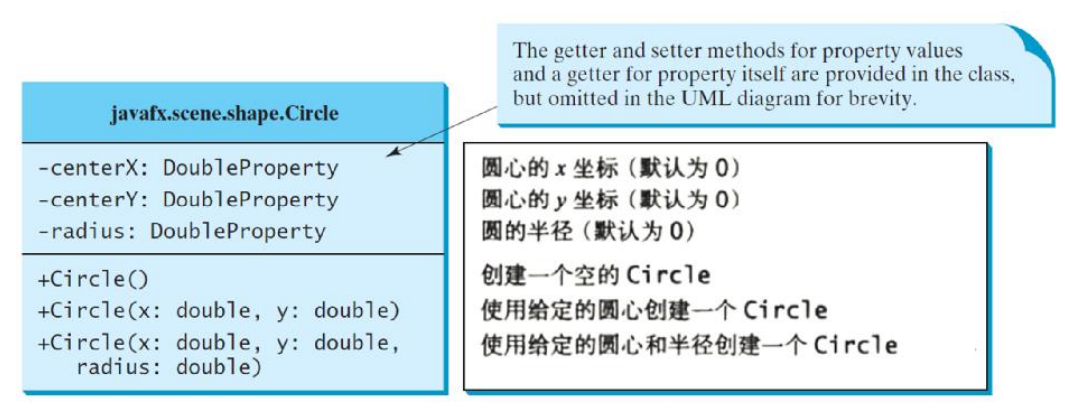 The getter and setter methods for property values
and a getter for property itself are provided in the class,
but omitted in the UML diagram for brevity.
javafx.scene.shape.Circle
-centerX: DoubleProperty
-centerY: DoubleProperty
-radius: DoubleProperty
+Circle()
+Circle(x: double, y: double)
+Circle(x: double, y: double,
radius: double)
圆心的 x 坐标（默认为 0）
圆心的 y 坐标（默认为 0）
圆的半径（默认为 0）
创建一个空的 Circle
使用给定的圆心创建一个 Circle
使用给定的圆心和半径创建一个 Circle